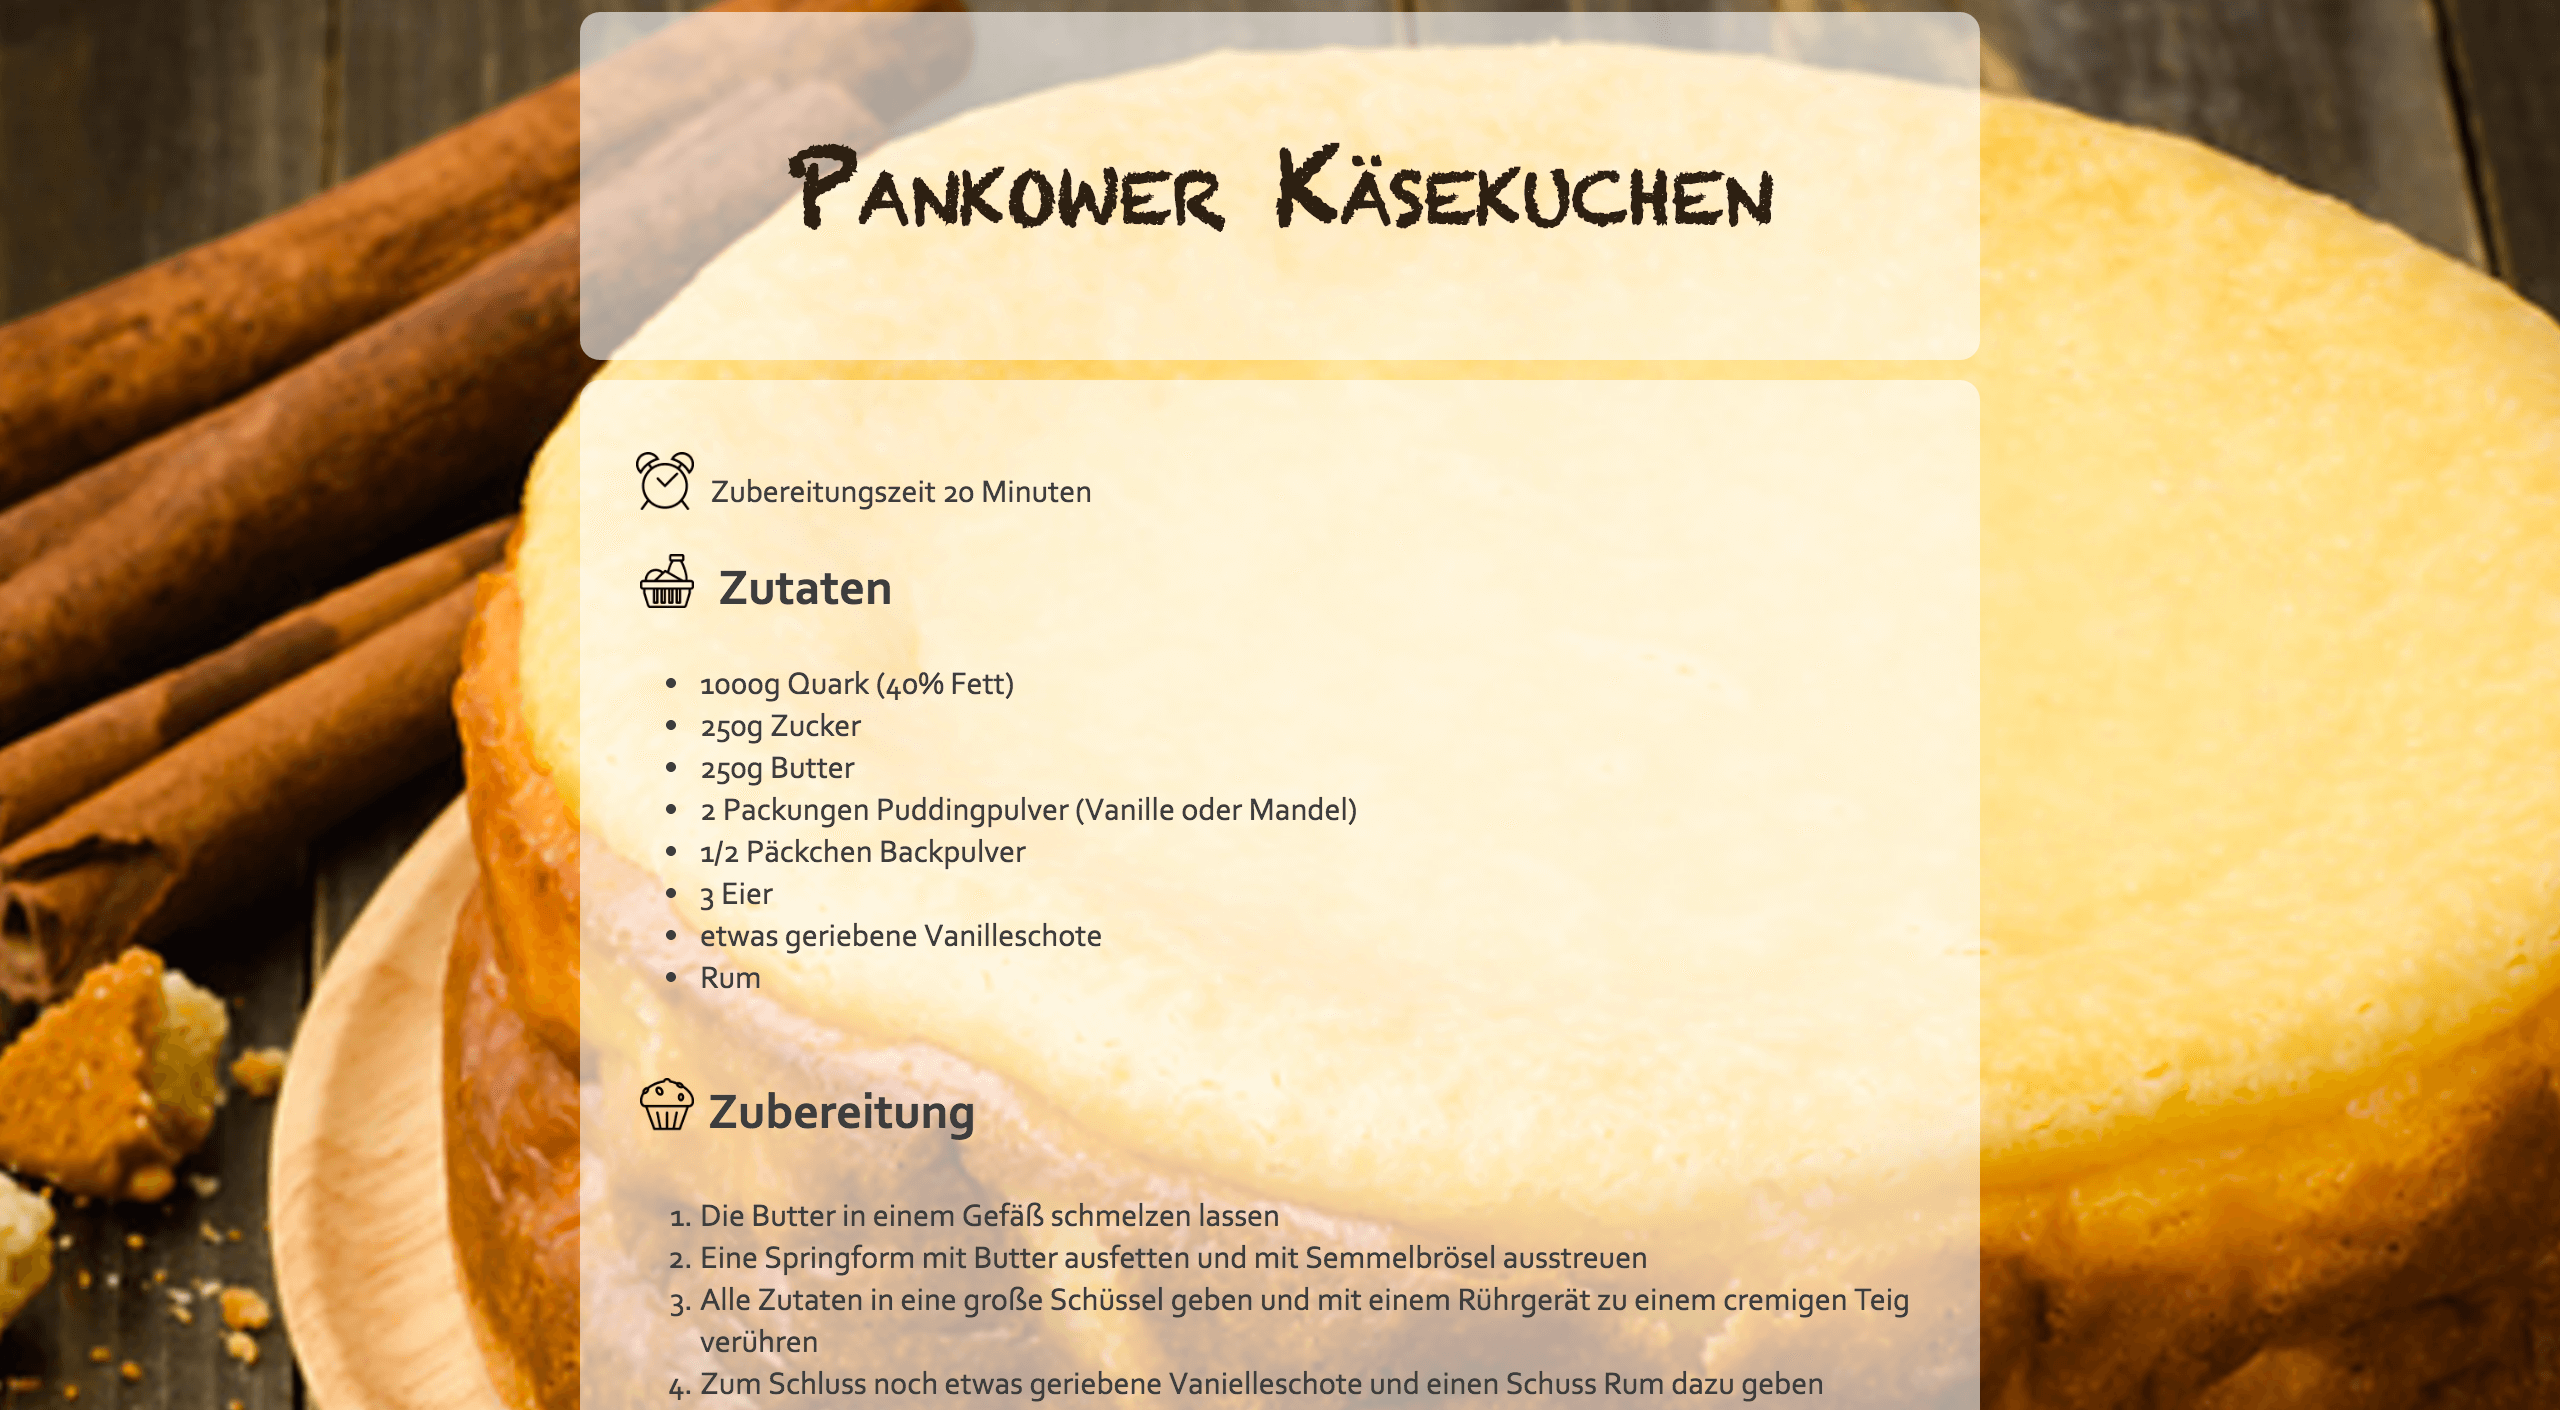 Pankower Käsekuchen
Zubereitungszeit 20 Minuten
Zutaten
• 1000g Quark (40% Fett)
• 250g Zucker
• 250g Butter
• 2 Packungen Puddingpulver (Vanille oder Mandel)
• 1/2 Päckchen Backpulver
• 3 Eier
• etwas geriebene Vanilleschote
• Rum
Zubereitung
1. Die Butter in einem Gefäß schmelzen lassen
2. Eine Springform mit Butter ausfetten und mit Semmelbrösel ausstreuen
3. Alle Zutaten in eine große Schüssel geben und mit einem Rührgerät zu einem cremigen Teig
verühren
4. Zum Schluss noch etwas geriebene Vanielleschote und einen Schuss Rum dazu geben